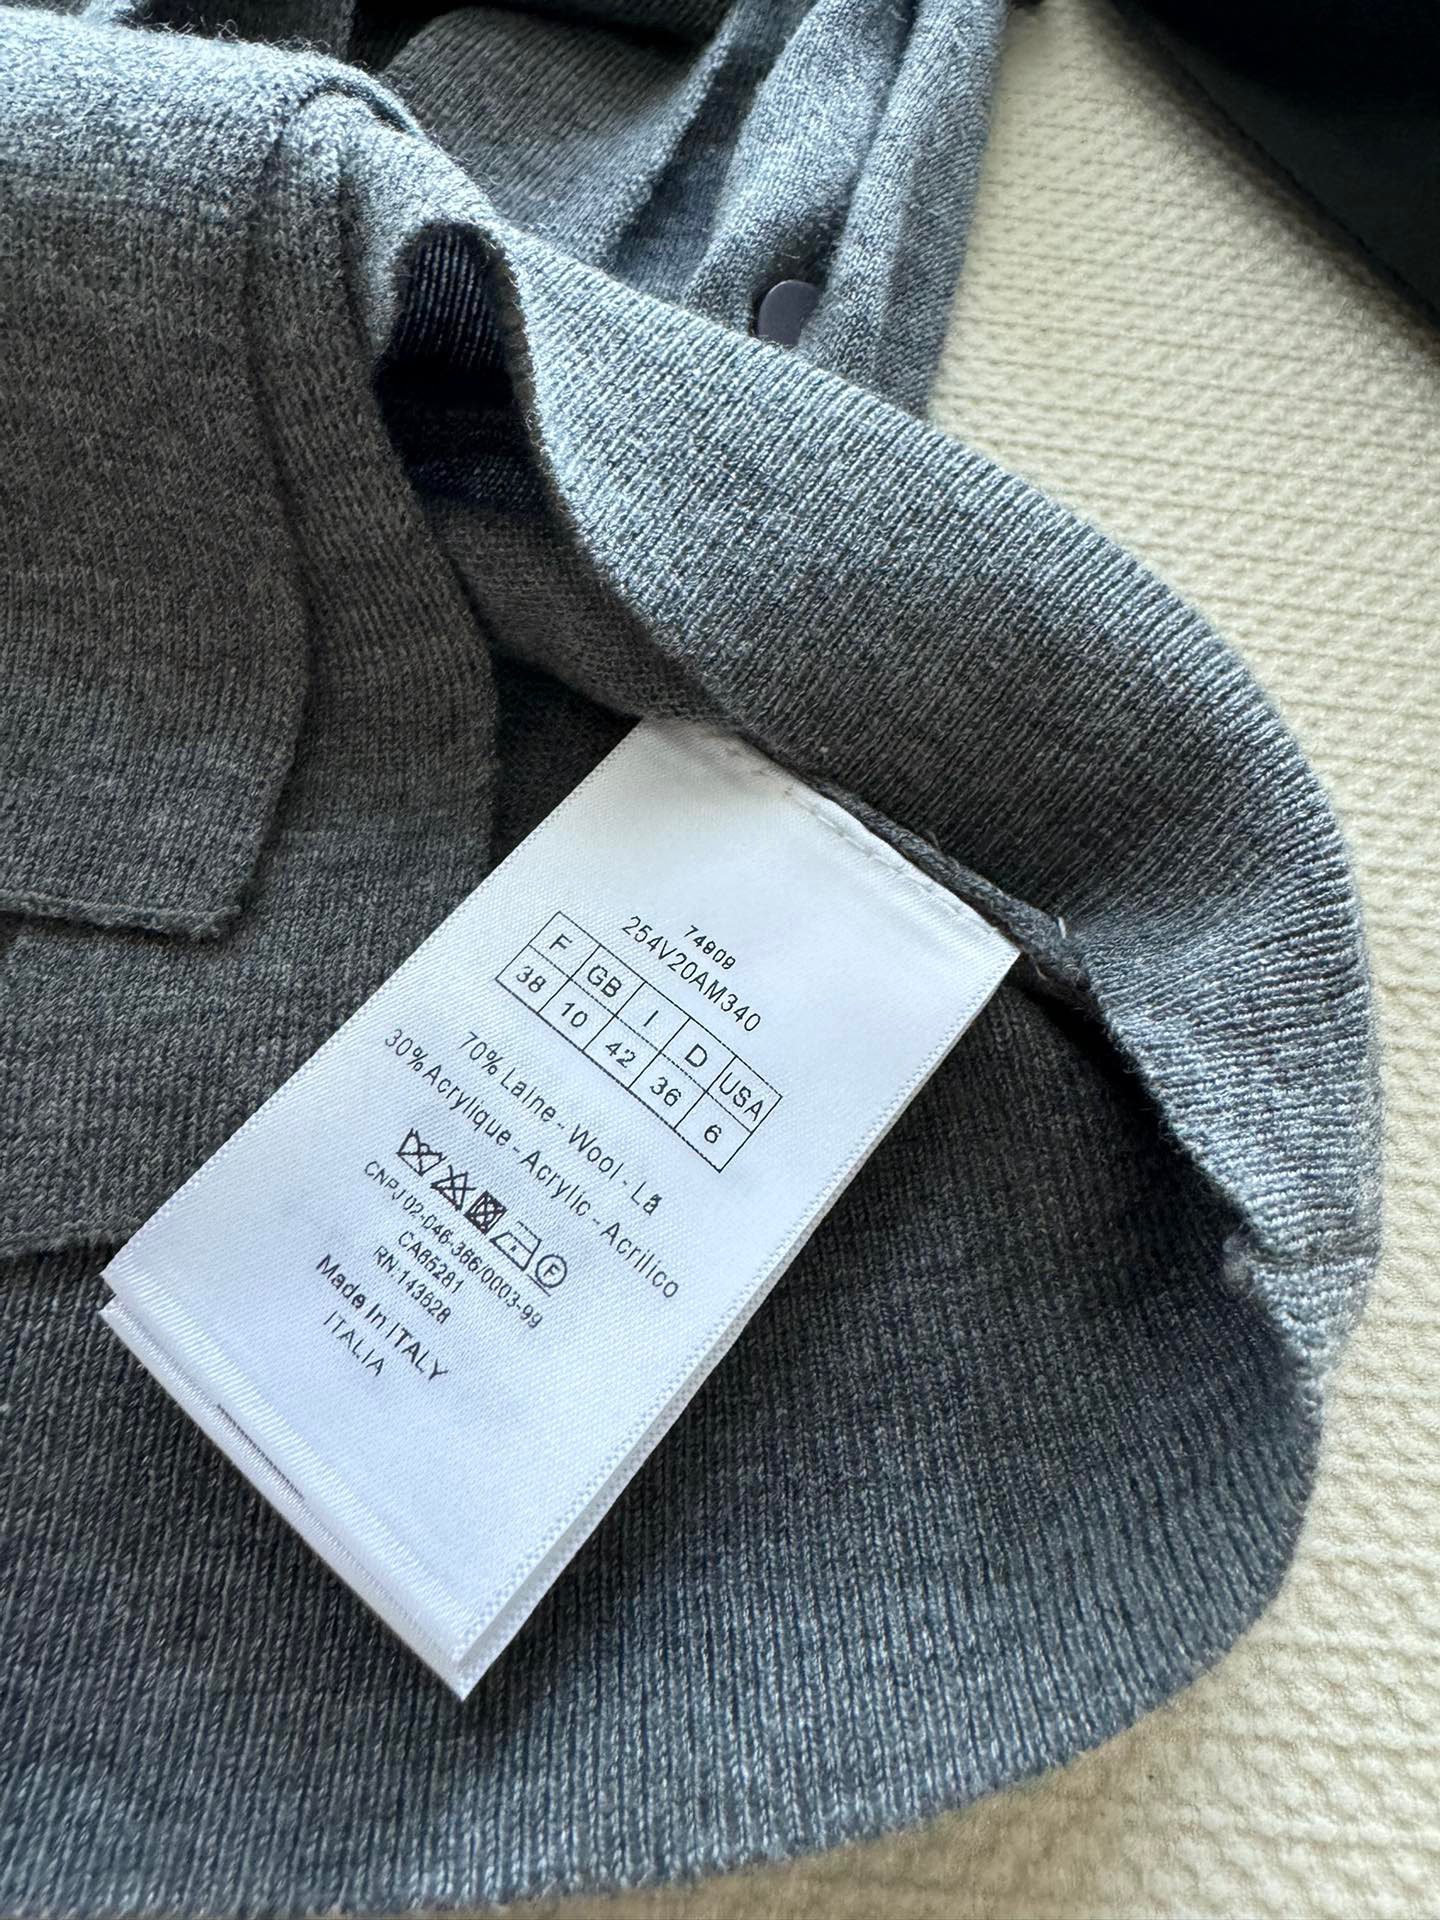 74909
254V20AM340
F GB I D USA
38 10 42 36 6
70% Laine - Wool - Lã
30% Acrylique - Acrylic - Acrilico
F
CNPJ 02-046-366/0003-99
CA65281
RN.143628
Made In ITALY
ITALIA